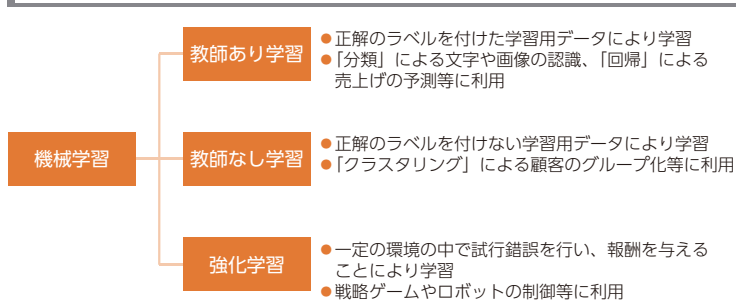 機械学習
教師あり学習
●正解のラベルを付けた学習用データにより学習
●「分類」による文字や画像の認識、「回帰」による
売上げの予測等に利用
教師なし学習
●正解のラベルを付けない学習用データにより学習
●「クラスタリング」による顧客のグループ化等に利用
強化学習
●一定の環境の中で試行錯誤を行い、報酬を与える
ことにより学習
●戦略ゲームやロボットの制御等に利用